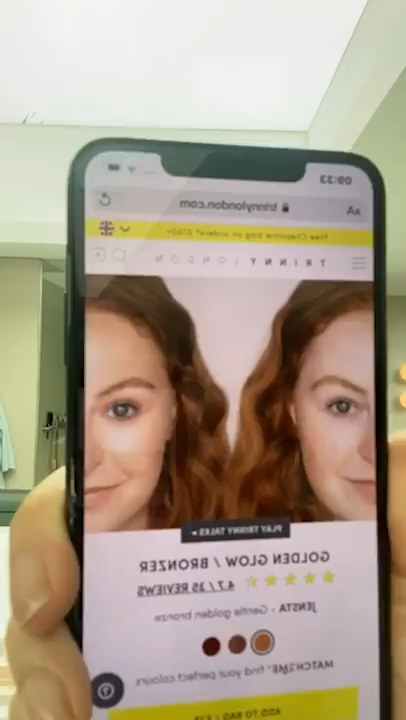 09:33
AA trinnylondon.com
TRINNY LONDON
PLAY TRINNY TALKS
GOLDEN GLOW / BRONZER
4.7 / 35 REVIEWS
JENSTA - Gentle golden bronze
MATCH2ME® find your perfect colours
ADD TO BAG /